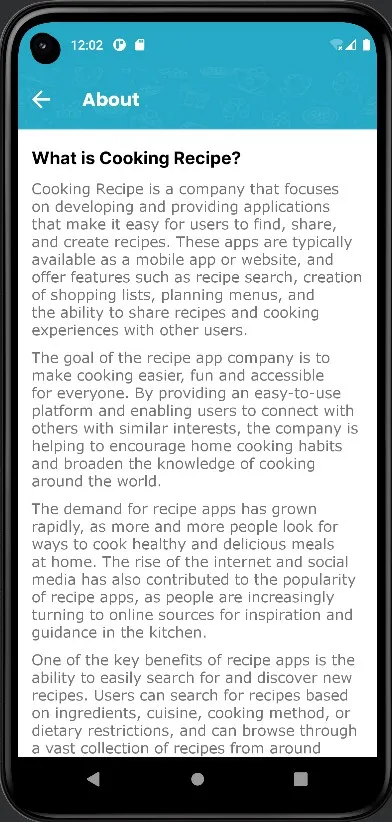 12:02
About
What is Cooking Recipe?
Cooking Recipe is a company that focuses
on developing and providing applications
that make it easy for users to find, share,
and create recipes. These apps are typically
available as a mobile app or website, and
offer features such as recipe search, creation
of shopping lists, planning menus, and
the ability to share recipes and cooking
experiences with other users.
The goal of the recipe app company is to
make cooking easier, fun and accessible
for everyone. By providing an easy-to-use
platform and enabling users to connect with
others with similar interests, the company is
helping to encourage home cooking habits
and broaden the knowledge of cooking
around the world.
The demand for recipe apps has grown
rapidly, as more and more people look for
ways to cook healthy and delicious meals
at home. The rise of the internet and social
media has also contributed to the popularity
of recipe apps, as people are increasingly
turning to online sources for inspiration and
guidance in the kitchen.
One of the key benefits of recipe apps is the
ability to easily search for and discover new
recipes. Users can search for recipes based
on ingredients, cuisine, cooking method, or
dietary restrictions, and can browse through
a vast collection of recipes from around